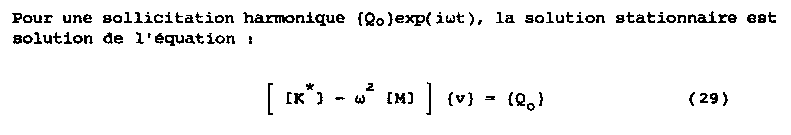 Pour une sollicitation harmonique {Q₀}exp(iωt), la solution stationnaire est
solution de l'équation :
[ [K*] - ω² [M] ] {v} = {Q₀} (29)